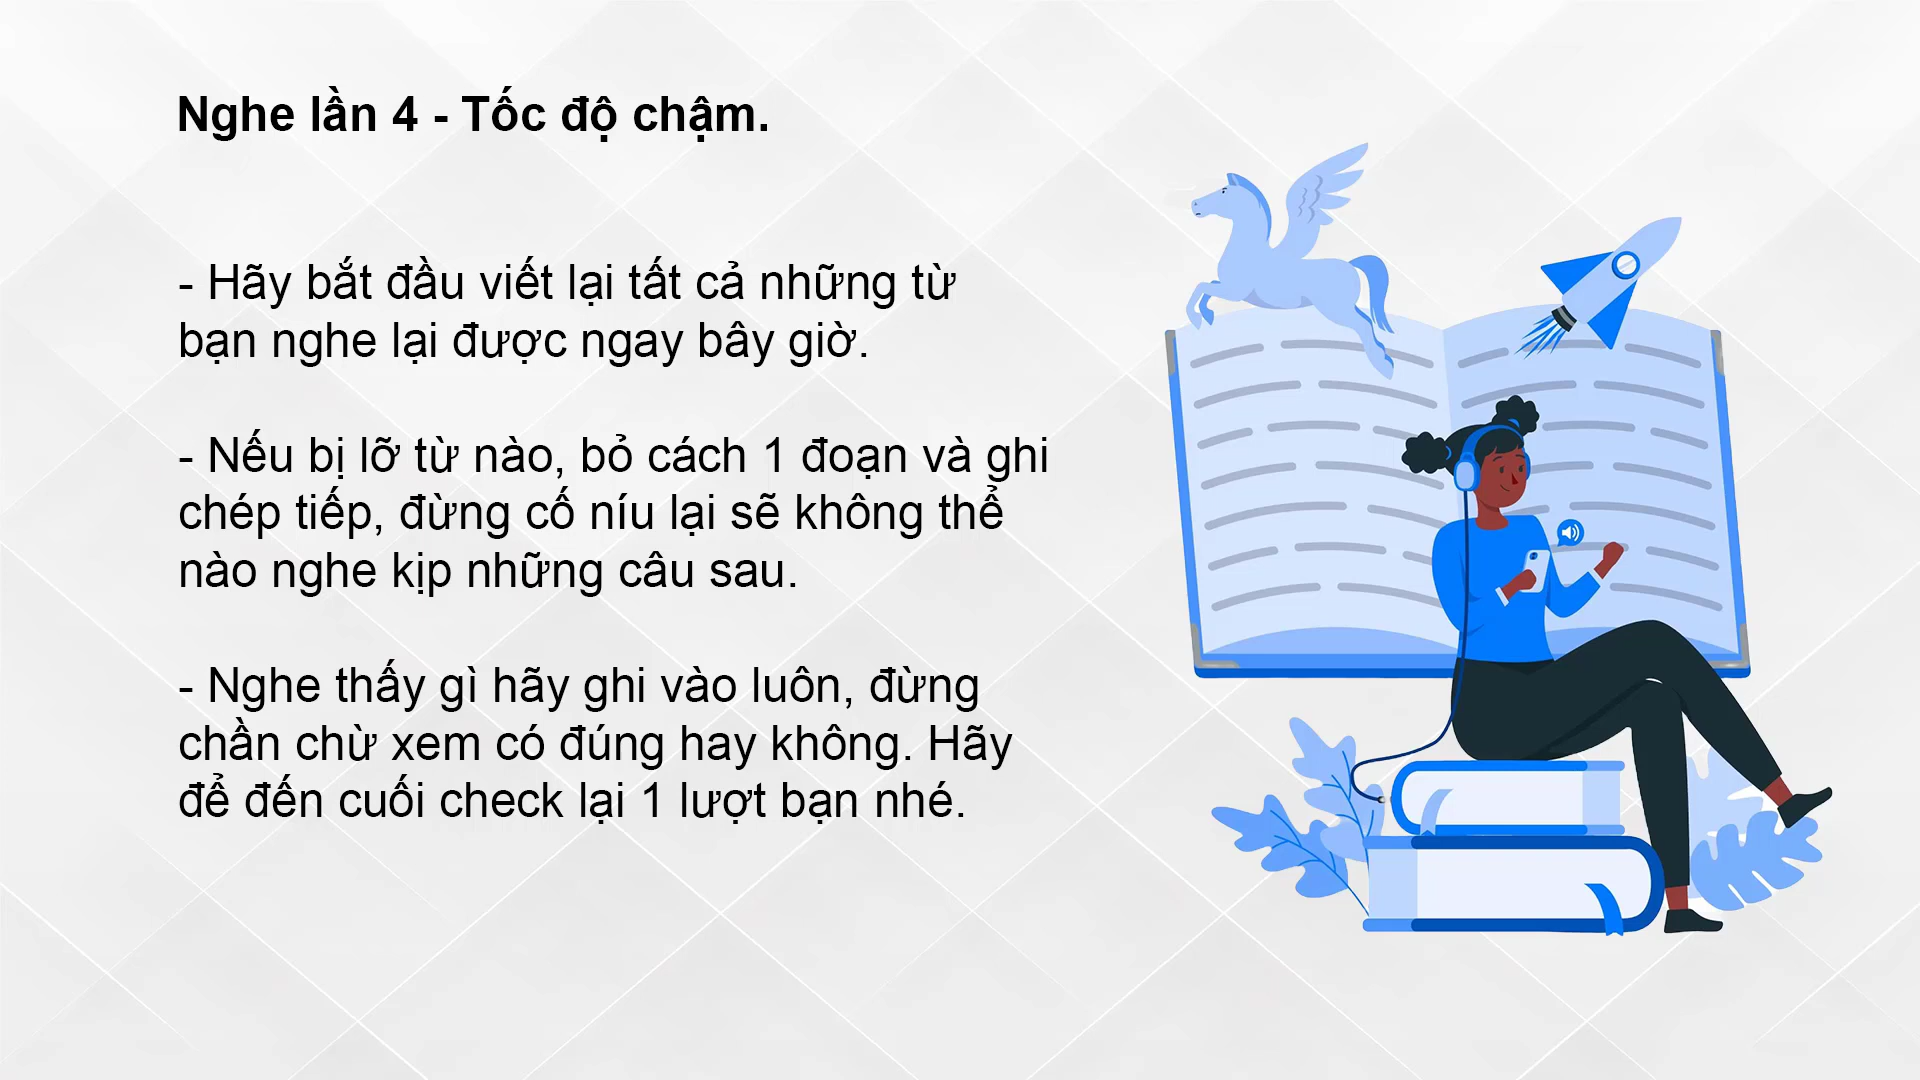 Nghe lần 4 - Tốc độ chậm.
- Hãy bắt đầu viết lại tất cả những từ
bạn nghe lại được ngay bây giờ.
- Nếu bị lỡ từ nào, bỏ cách 1 đoạn và ghi
chép tiếp, đừng cố níu lại sẽ không thể
nào nghe kịp những câu sau.
- Nghe thấy gì hãy ghi vào luôn, đừng
chần chừ xem có đúng hay không. Hãy
để đến cuối check lại 1 lượt bạn nhé.